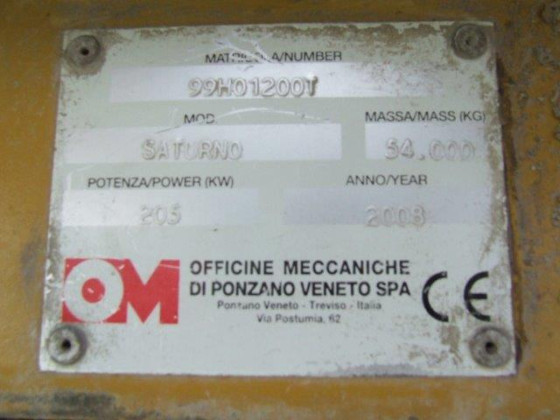 MATRICOLA/NUMBER
99H01200T
MOD. MASSA/MASS (KG)
SATURNO 54.000
POTENZA/POWER (KW) ANNO/YEAR
205 2008
OM OFFICINE MECCANICHE
DI PONZANO VENETO SPA CE
Ponzano Veneto - Treviso - Italia
Via Postumia, 62